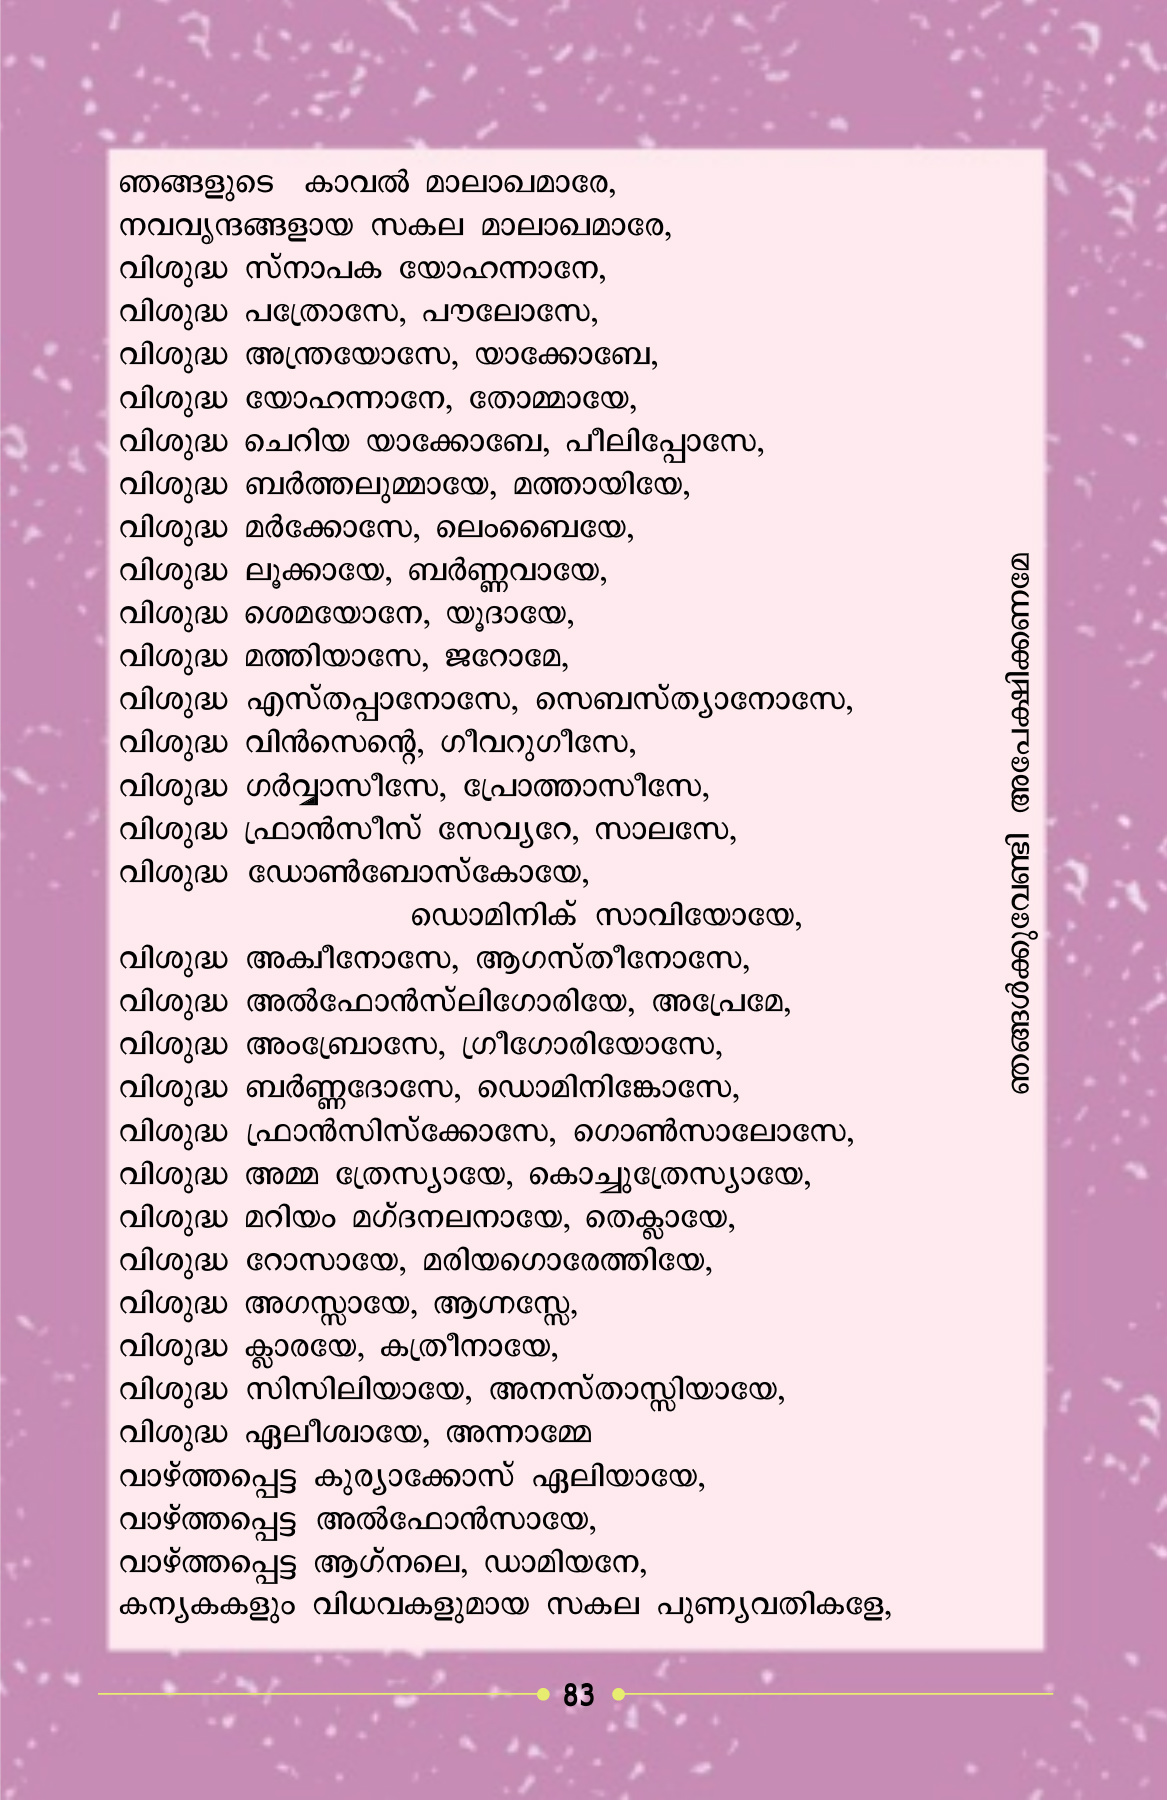 ഞങ്ങളുടെ കാവൽ മാലാഖമാരേ,
നവവൃന്ദങ്ങളായ സകല മാലാഖമാരേ,
വിശുദ്ധ സ്നാപക യോഹന്നാനേ,
വിശുദ്ധ പത്രോസേ, പൗലോസേ,
വിശുദ്ധ അന്ത്രയോസേ, യാക്കോബേ,
വിശുദ്ധ യോഹന്നാനേ, തോമ്മായേ,
വിശുദ്ധ ചെറിയ യാക്കോബേ, പീലിപ്പോസേ,
വിശുദ്ധ ബർത്തലുമ്മായേ, മത്തായിയേ,
വിശുദ്ധ മർക്കോസേ, ലെംബൈയേ,
വിശുദ്ധ ലൂക്കായേ, ബർണ്ണവായേ,
വിശുദ്ധ ശെമയോനേ, യൂദായേ,
വിശുദ്ധ മത്തിയാസേ, ജറോമേ,
വിശുദ്ധ എസ്തപ്പാനോസേ, സെബസ്ത്യാനോസേ,
വിശുദ്ധ വിൻസെന്റെ, ഗീവറുഗീസേ,
വിശുദ്ധ ഗർവ്വാസീസേ, പ്രോത്താസീസേ,
വിശുദ്ധ ഫ്രാൻസീസ് സേവ്യറേ, സാലസേ,
വിശുദ്ധ ഡോൺബോസ്കോയേ,
ഡൊമിനിക് സാവിയോയേ,
വിശുദ്ധ അക്വീനോസേ, ആഗസ്തീനോസേ,
വിശുദ്ധ അൽഫോൻസ്‌ലിഗോരിയേ, അപ്രേമേ,
വിശുദ്ധ അംബ്രോസേ, ഗ്രീഗോരിയോസേ,
വിശുദ്ധ ബർണ്ണദോസേ, ഡൊമിനിങ്കോസേ,
വിശുദ്ധ ഫ്രാൻസിസ്ക്കോസേ, ഗൊൺസാലോസേ,
വിശുദ്ധ അമ്മ ത്രേസ്യായേ, കൊച്ചുത്രേസ്യായേ,
വിശുദ്ധ മറിയം മഗ്ദനലനായേ, തെക്ലായേ,
വിശുദ്ധ റോസായേ, മരിയഗൊരേത്തിയേ,
വിശുദ്ധ അഗസ്സായേ, ആഗ്നസ്സേ,
വിശുദ്ധ ക്ലാരയേ, കത്രീനായേ,
വിശുദ്ധ സിസിലിയായേ, അനസ്താസ്സിയായേ,
വിശുദ്ധ ഏലീശ്വായേ, അന്നാമ്മേ
വാഴ്ത്തപ്പെട്ട കുര്യാക്കോസ് ഏലിയായേ,
വാഴ്ത്തപ്പെട്ട അൽഫോൻസായേ,
വാഴ്ത്തപ്പെട്ട ആഗ്‌നലെ, ഡാമിയനേ,
കന്യകകളും വിധവകളുമായ സകല പുണ്യവതികളേ,
ഞങ്ങൾക്കുവേണ്ടി അപേക്ഷിക്കണമേ
83